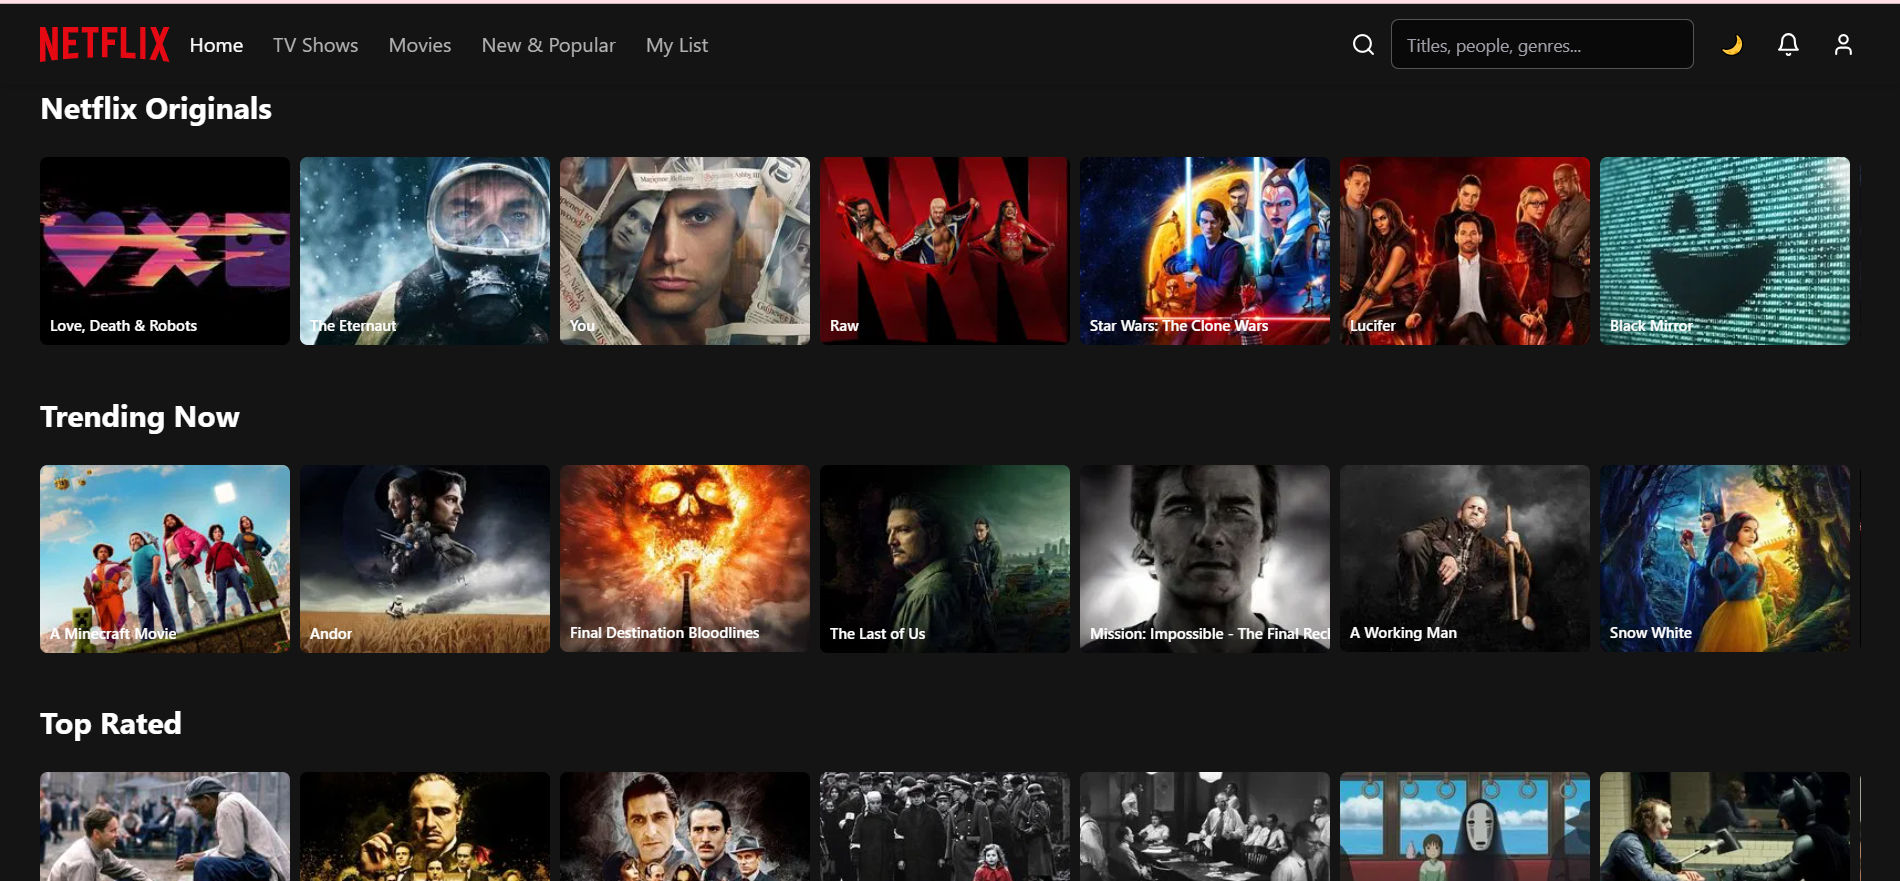 NETFLIX Home TV Shows Movies New & Popular My List Titles, people, genres...
Netflix Originals
Love, Death & Robots
The Eternaut
You
Raw
Star Wars: The Clone Wars
Lucifer
Black Mirror
Trending Now
A Minecraft Movie
Andor
Final Destination Bloodlines
The Last of Us
Mission: Impossible - The Final Recl
A Working Man
Snow White
Top Rated